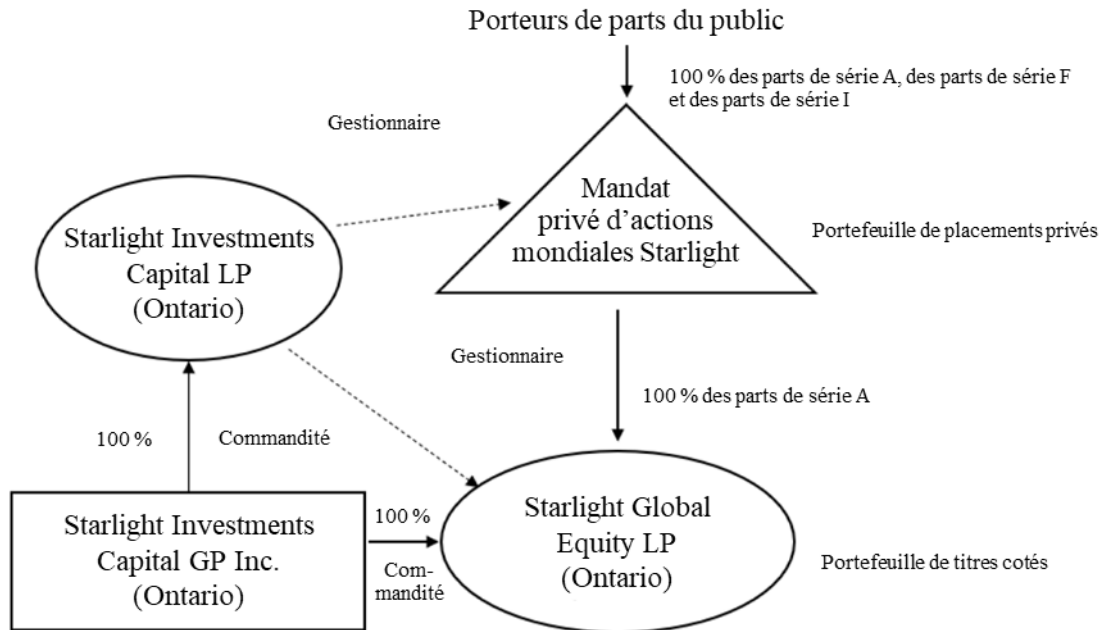 Porteurs de parts du public
100 % des parts de série A, des parts de série F
et des parts de série I
Gestionnaire
Mandat
privé d’actions
mondiales Starlight
Portefeuille de placements privés
Starlight Investments
Capital LP
(Ontario)
Gestionnaire
100 % des parts de série A
100 %
Commandité
Starlight Investments
Capital GP Inc.
(Ontario)
100 %
Com-
mandité
Starlight Global
Equity LP
(Ontario)
Portefeuille de titres cotés